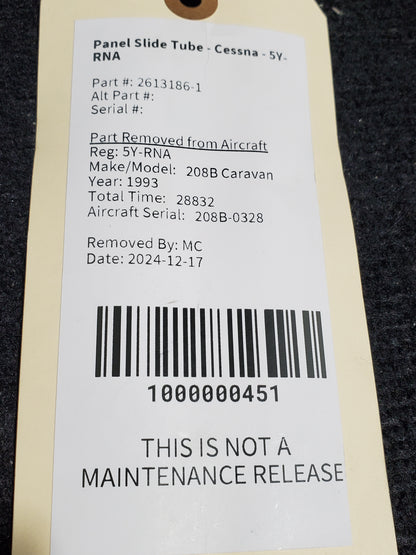 Panel Slide Tube - Cessna - 5Y-
RNA
Part #: 2613186-1
Alt Part #:
Serial #:
Part Removed from Aircraft
Reg: 5Y-RNA
Make/Model: 208B Caravan
Year: 1993
Total Time: 28832
Aircraft Serial: 208B-0328
Removed By: MC
Date: 2024-12-17
1000000451
THIS IS NOT A
MAINTENANCE RELEASE